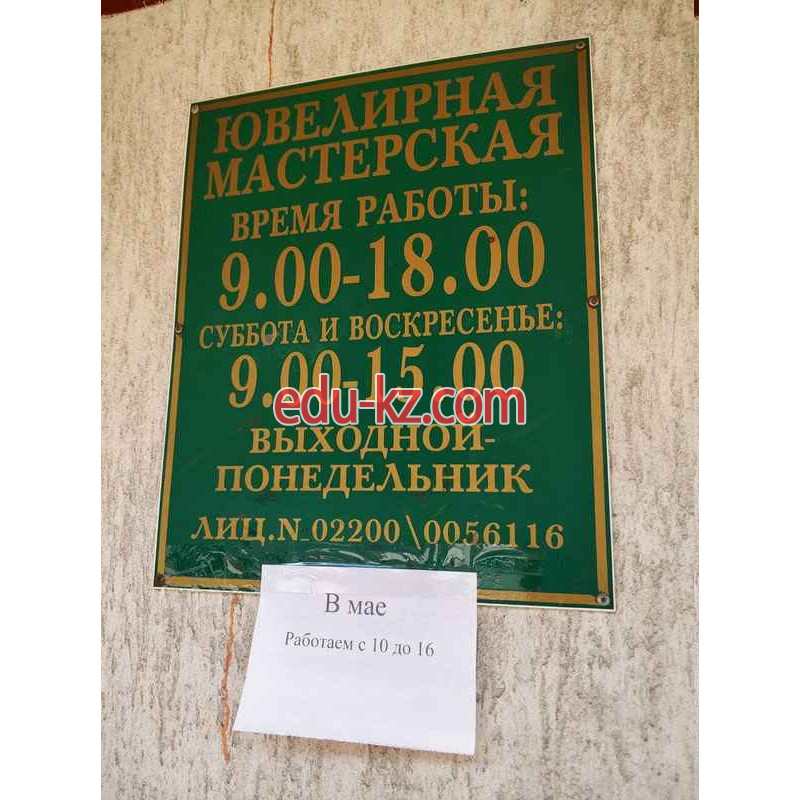 ЮВЕЛИРНАЯ
МАСТЕРСКАЯ
ВРЕМЯ РАБОТЫ:
9.00-18.00
СУББОТА И ВОСКРЕСЕНЬЕ:
9.00-15.00
edu-kz.com
ВЫХОДНОЙ-
ПОНЕДЕЛЬНИК
ЛИЦ.N 02200\0056116
В мае
Работаем с 10 до 16